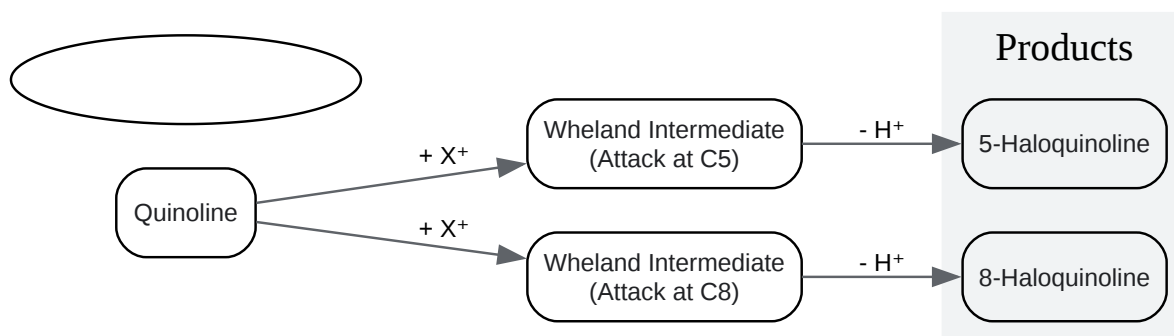 Products
Wheland Intermediate
(Attack at C5)
- H⁺
5-Haloquinoline
+ X⁺
Quinoline
+ X⁺
Wheland Intermediate
(Attack at C8)
- H⁺
8-Haloquinoline